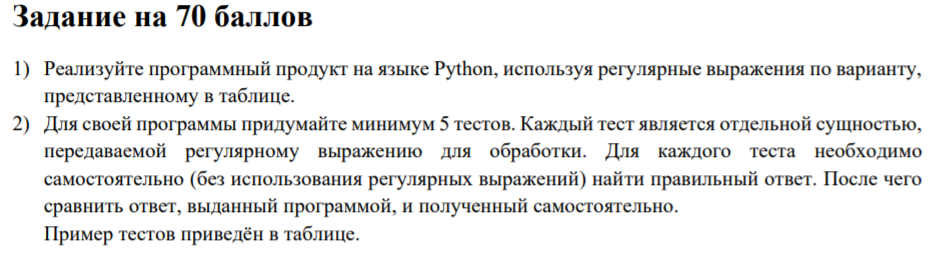 Задание на 70 баллов
1) Реализуйте программный продукт на языке Python, используя регулярные выражения по варианту,
представленному в таблице.
2) Для своей программы придумайте минимум 5 тестов. Каждый тест является отдельной сущностью,
передаваемой регулярному выражению для обработки. Для каждого теста необходимо
самостоятельно (без использования регулярных выражений) найти правильный ответ. После чего
сравнить ответ, выданный программой, и полученный самостоятельно.
Пример тестов приведён в таблице.